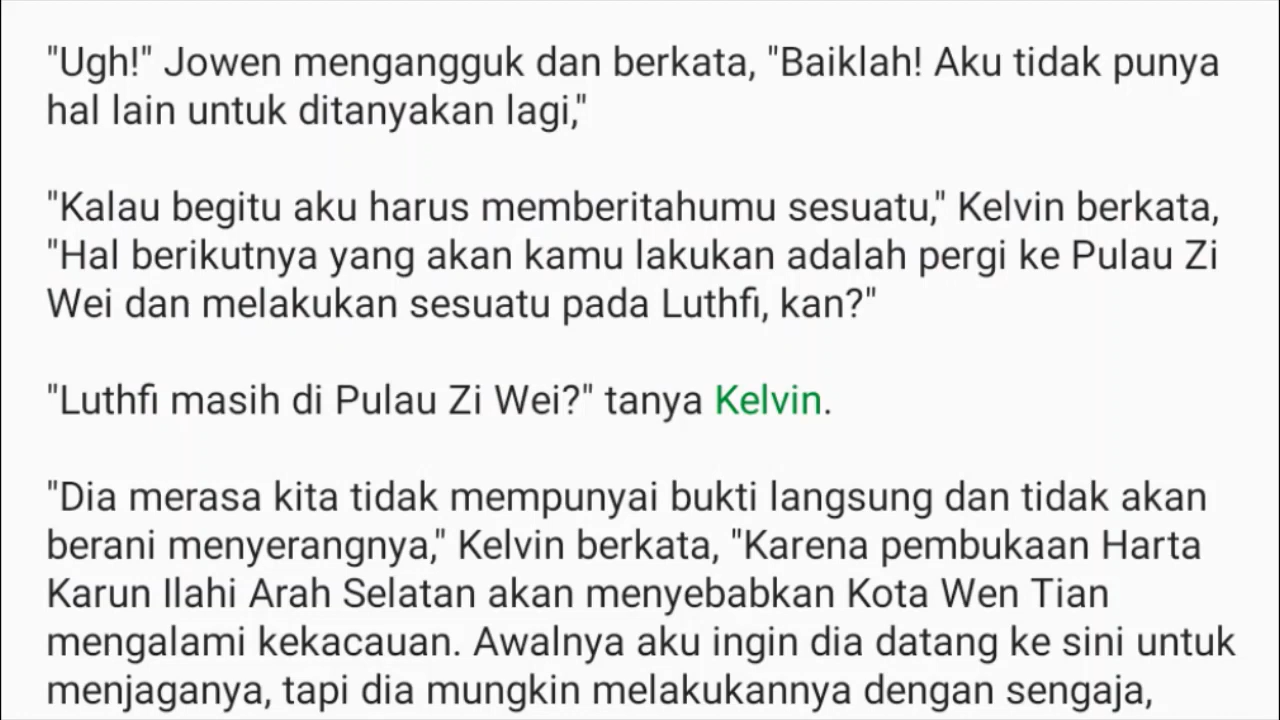 "Ugh!" Jowen mengangguk dan berkata, "Baiklah! Aku tidak punya
hal lain untuk ditanyakan lagi,"
"Kalau begitu aku harus memberitahumu sesuatu," Kelvin berkata,
"Hal berikutnya yang akan kamu lakukan adalah pergi ke Pulau Zi
Wei dan melakukan sesuatu pada Luthfi, kan?"
"Luthfi masih di Pulau Zi Wei?" tanya Kelvin.
"Dia merasa kita tidak mempunyai bukti langsung dan tidak akan
berani menyerangnya," Kelvin berkata, "Karena pembukaan Harta
Karun Ilahi Arah Selatan akan menyebabkan Kota Wen Tian
mengalami kekacauan. Awalnya aku ingin dia datang ke sini untuk
menjaganya, tapi dia mungkin melakukannya dengan sengaja,